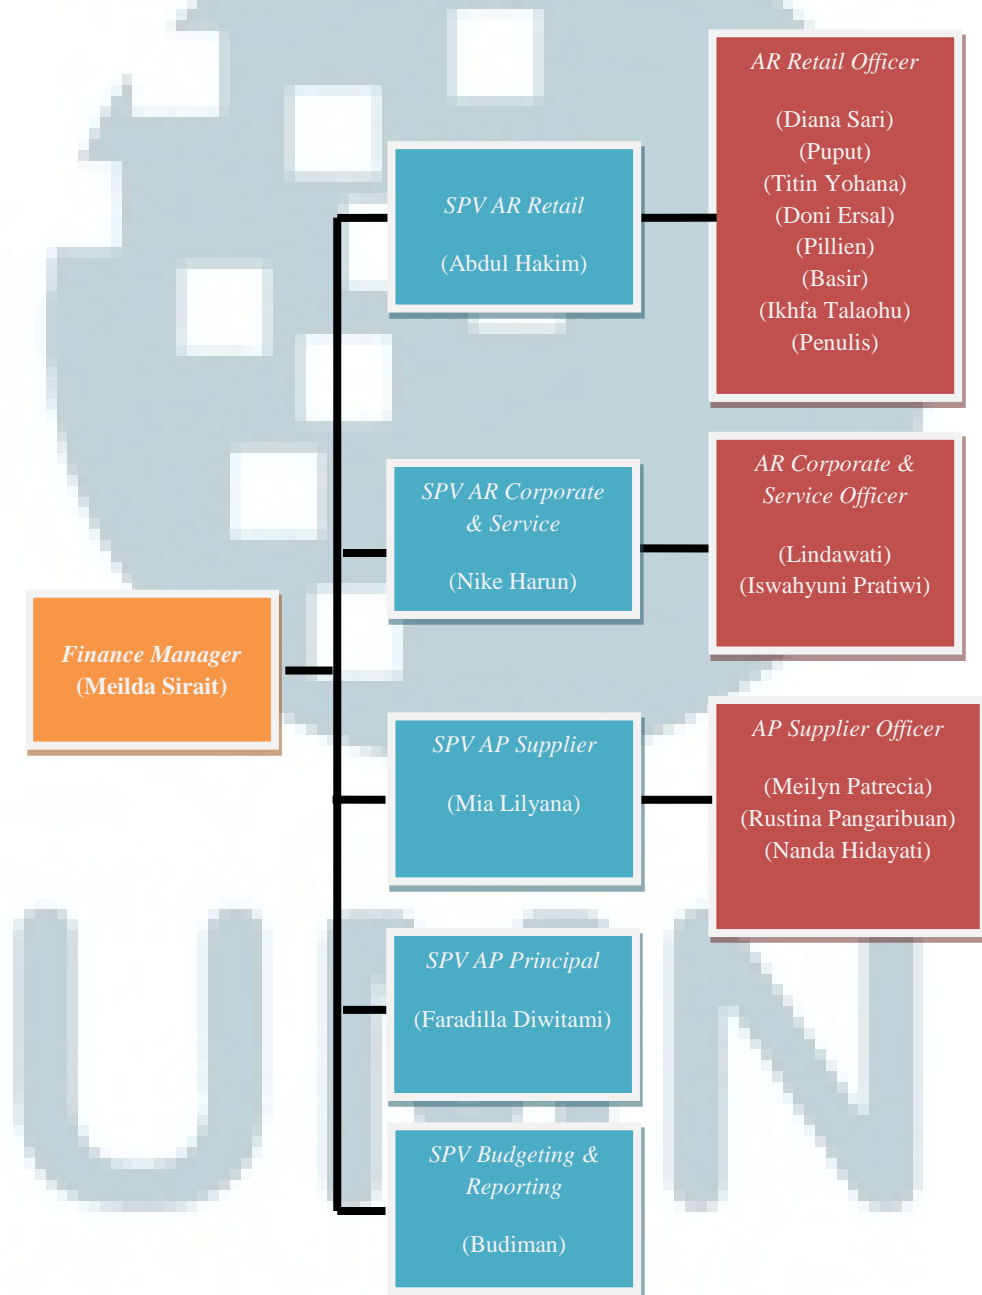 Finance Manager
(Meilda Sirait)
SPV AR Retail
(Abdul Hakim)
AR Retail Officer
(Diana Sari)
(Puput)
(Titin Yohana)
(Doni Ersal)
(Pillien)
(Basir)
(Ikhfa Talaohu)
(Penulis)
SPV AR Corporate
& Service
(Nike Harun)
AR Corporate &
Service Officer
(Lindawati)
(Iswahyuni Pratiwi)
SPV AP Supplier
(Mia Lilyana)
AP Supplier Officer
(Meilyn Patrecia)
(Rustina Pangaribuan)
(Nanda Hidayati)
SPV AP Principal
(Faradilla Diwitami)
SPV Budgeting &
Reporting
(Budiman)
UMN